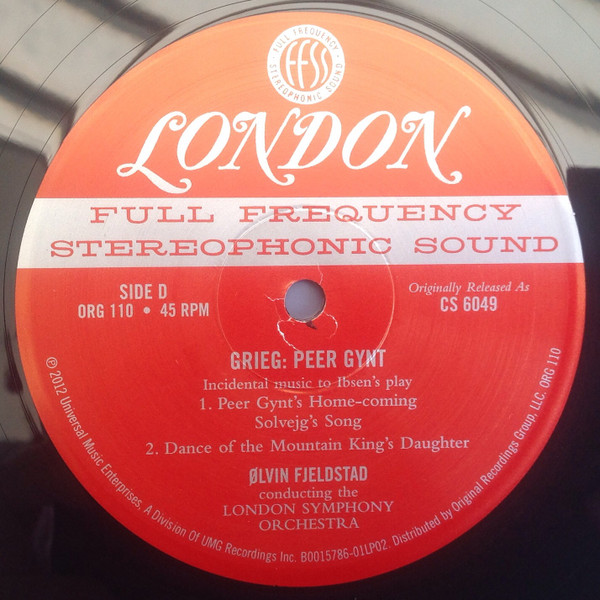 FULL FREQUENCY
FFSS
STEREOPHONIC SOUND
LONDON
FULL FREQUENCY
STEREOPHONIC SOUND
SIDE D
ORG 110 • 45 RPM
Originally Released As
CS 6049
GRIEG: PEER GYNT
Incidental music to Ibsen's play
1. Peer Gynt's Home-coming
Solvejg's Song
2. Dance of the Mountain King's Daughter
ØLVIN FJELDSTAD
conducting the
LONDON SYMPHONY
ORCHESTRA
℗ 2012 Universal Music Enterprises, A Division Of UMG Recordings Inc. B0015786-01LP02. Distributed by Original Recordings Group, LLC. ORG 110